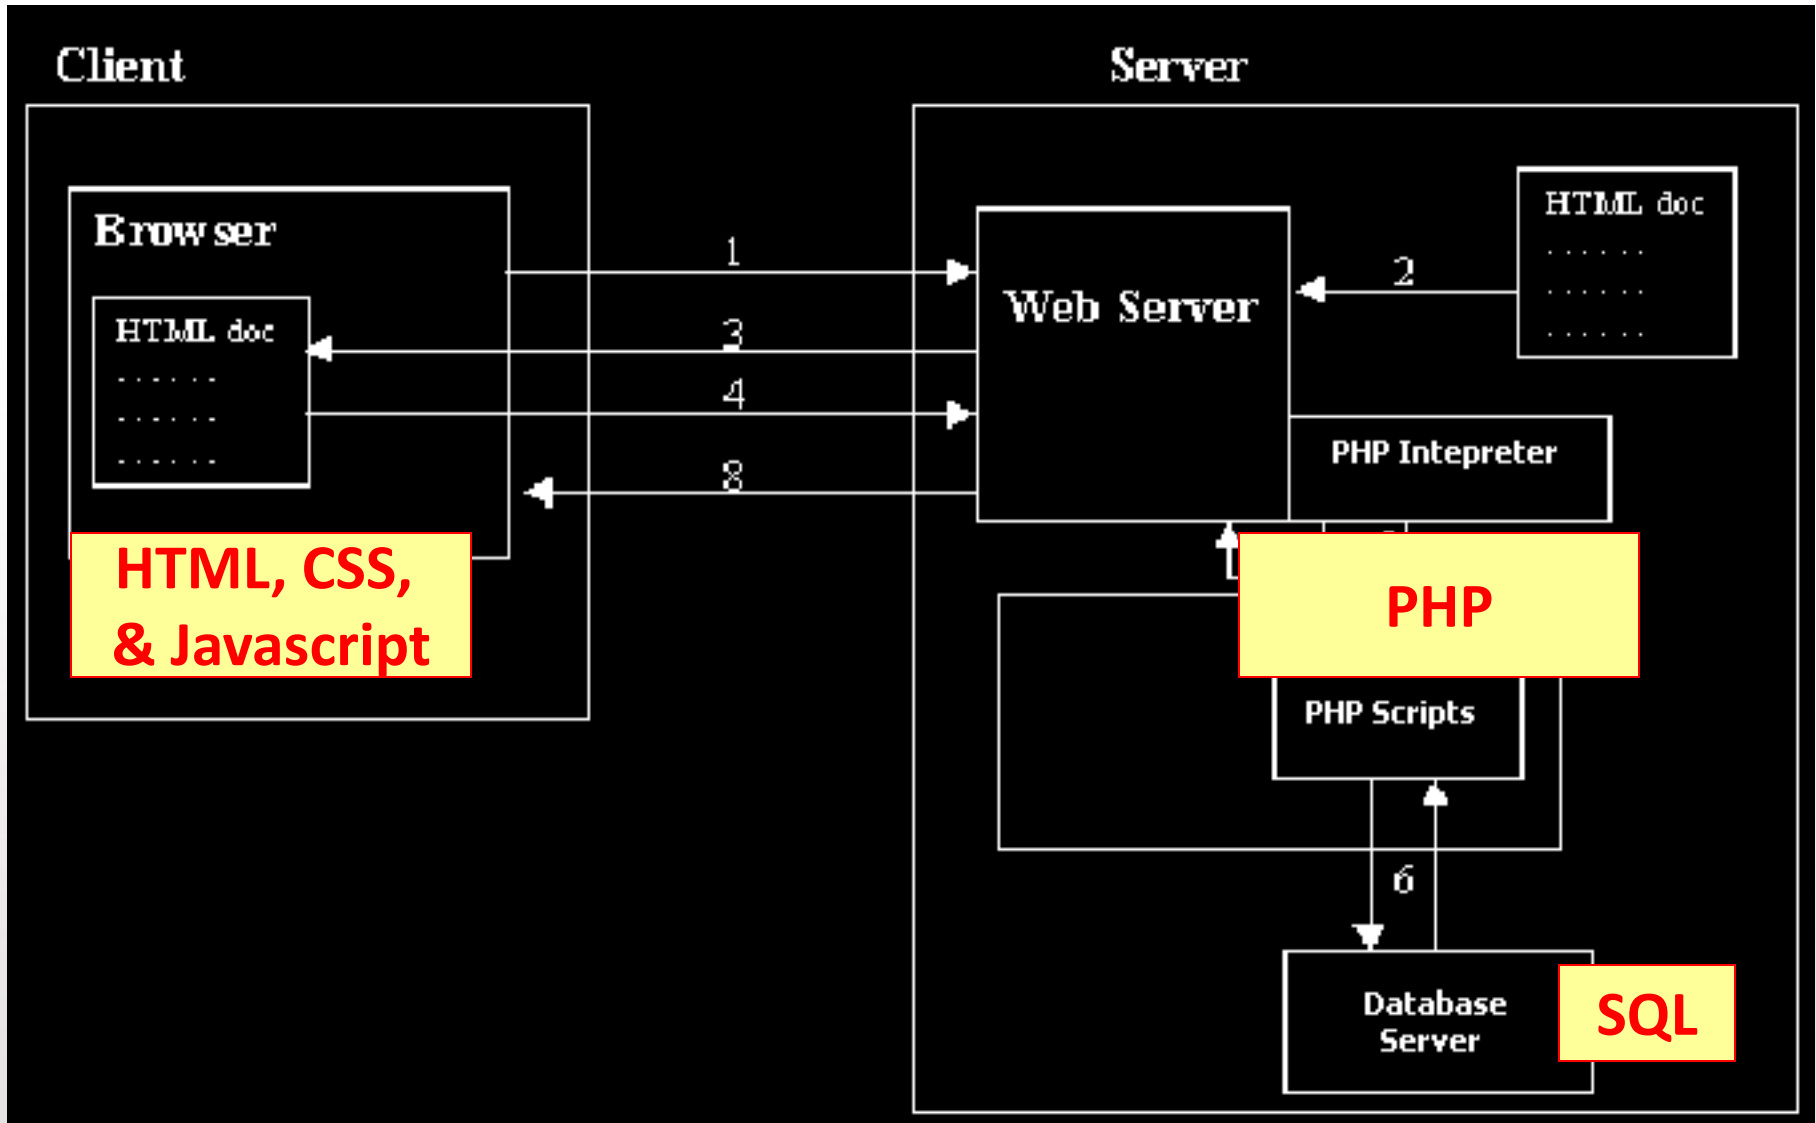 Client
Server
Browser
HTML doc
. . . . . .
. . . . . .
. . . . . .
1
3
4
8
Web Server
2
HTML doc
. . . . . .
. . . . . .
. . . . . .
PHP Intepreter
HTML, CSS,
& Javascript
PHP
PHP Scripts
6
Database
Server
SQL